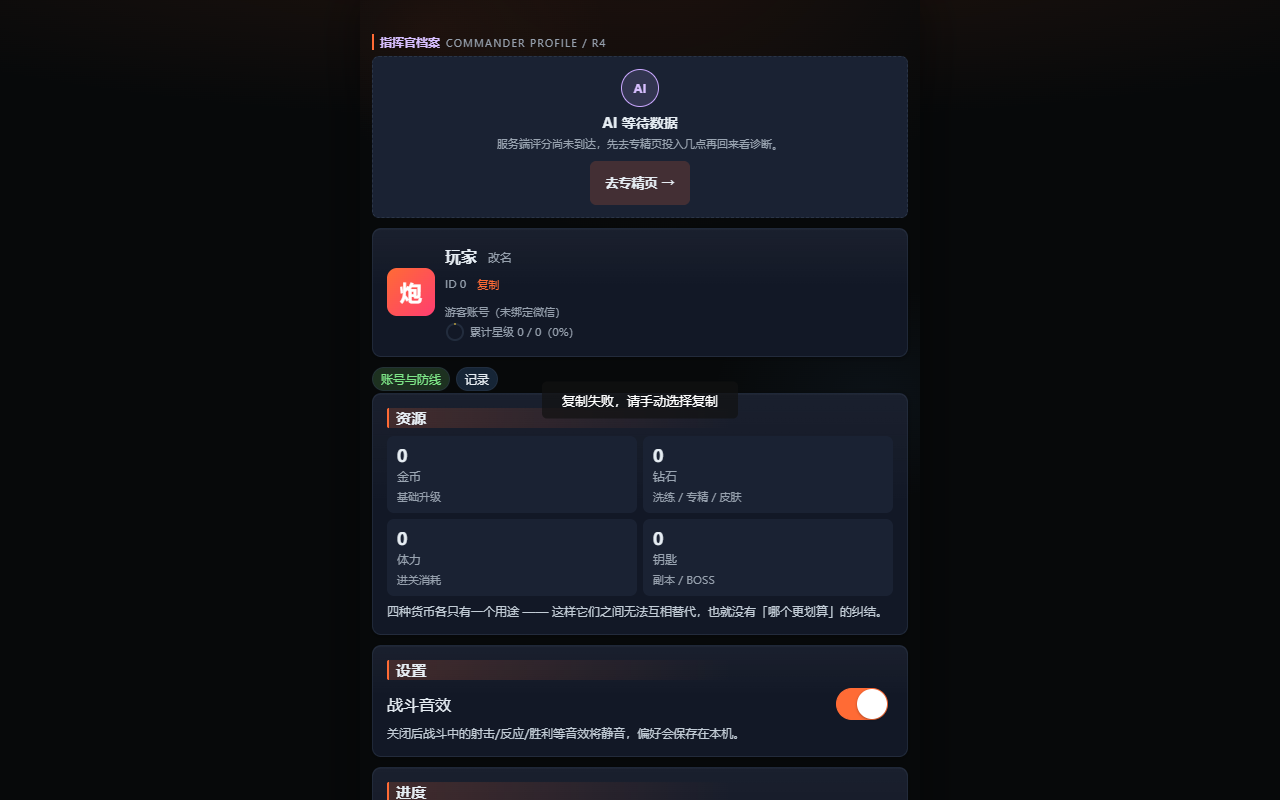 指挥官档案 COMMANDER PROFILE / R4
AI
AI 等待数据
服务端评分尚未到达，先去专精页投入几点再回来看诊断。
去专精页 →
炮
玩家 改名
ID 0 复制
游客账号（未绑定微信）
累计星级 0 / 0（0%）
账号与防线 记录
复制失败，请手动选择复制
资源
0
金币
基础升级
0
钻石
洗练 / 专精 / 皮肤
0
体力
进关消耗
0
钥匙
副本 / BOSS
四种货币各只有一个用途 —— 这样它们之间无法互相替代，也就没有「哪个更划算」的纠结。
设置
战斗音效
关闭后战斗中的射击/反应/胜利等音效将静音，偏好会保存在本机。
进度